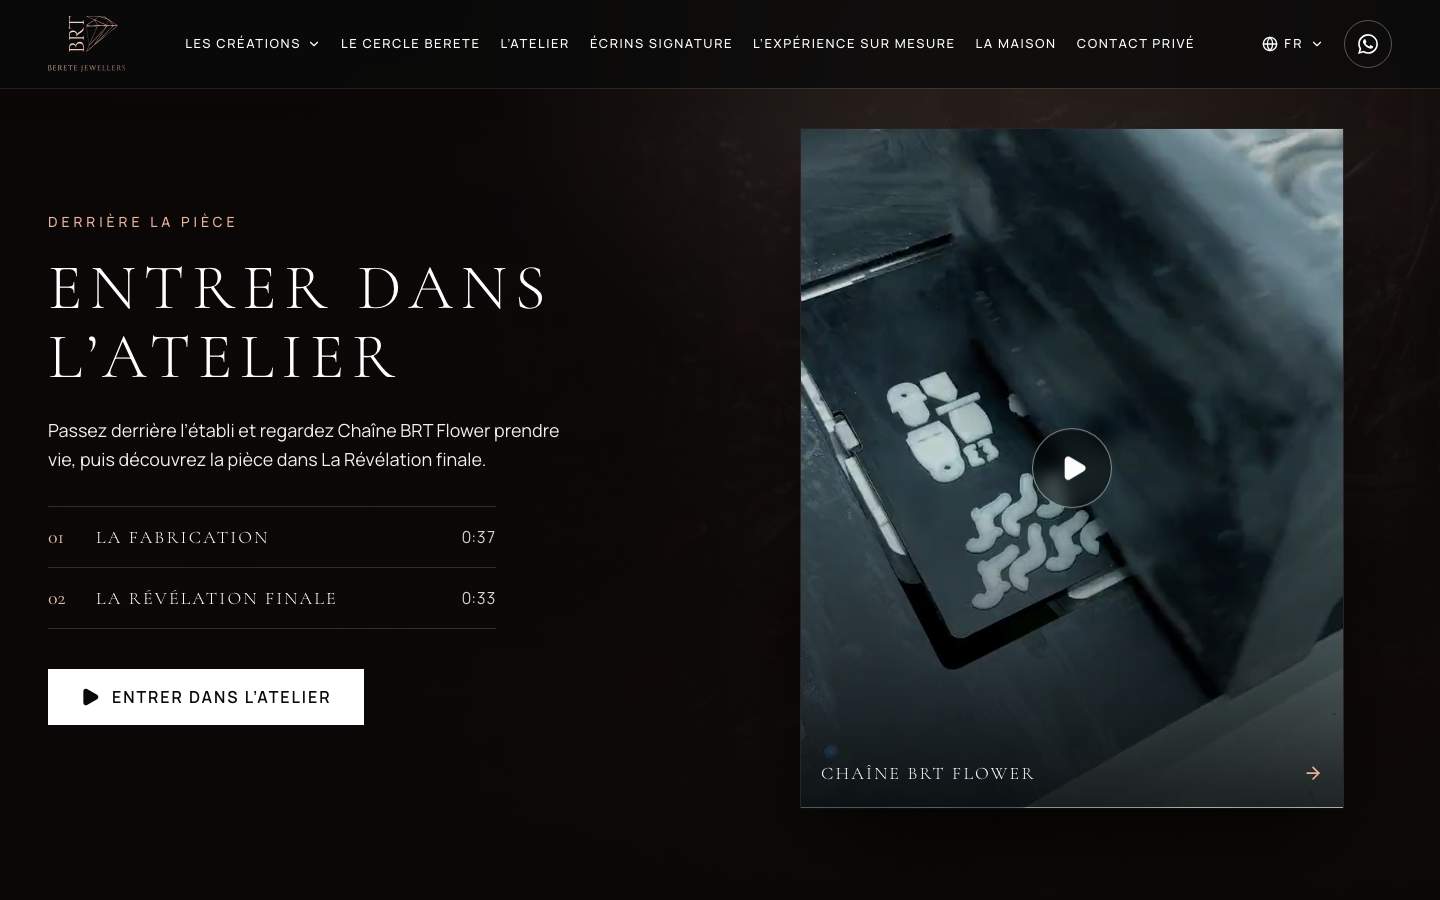 BRT
BERETE JEWELLERS
LES CRÉATIONS
LE CERCLE BERETE
L’ATELIER
ÉCRINS SIGNATURE
L’EXPÉRIENCE SUR MESURE
LA MAISON
CONTACT PRIVÉ
FR
DERRIÈRE LA PIÈCE
ENTRER DANS
L’ATELIER
Passez derrière l’établi et regardez Chaîne BRT Flower prendre
vie, puis découvrez la pièce dans La Révélation finale.
01 LA FABRICATION 0:37
02 LA RÉVÉLATION FINALE 0:33
ENTRER DANS L’ATELIER
CHAÎNE BRT FLOWER